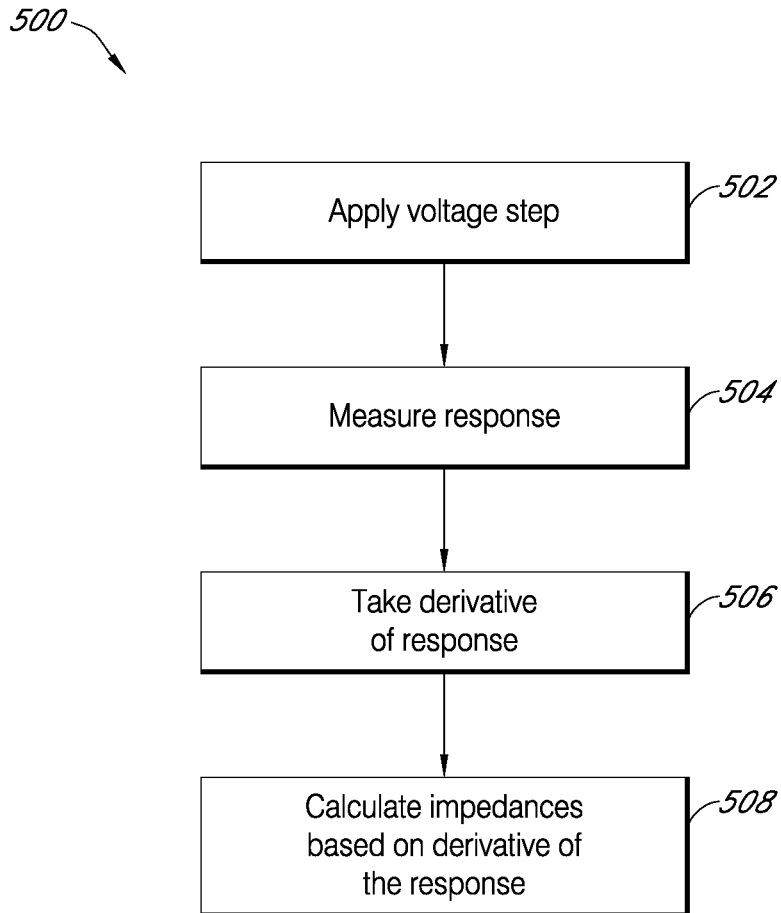 500
Apply voltage step
502
Measure response
504
Take derivative
of response
506
Calculate impedances
based on derivative of
the response
508